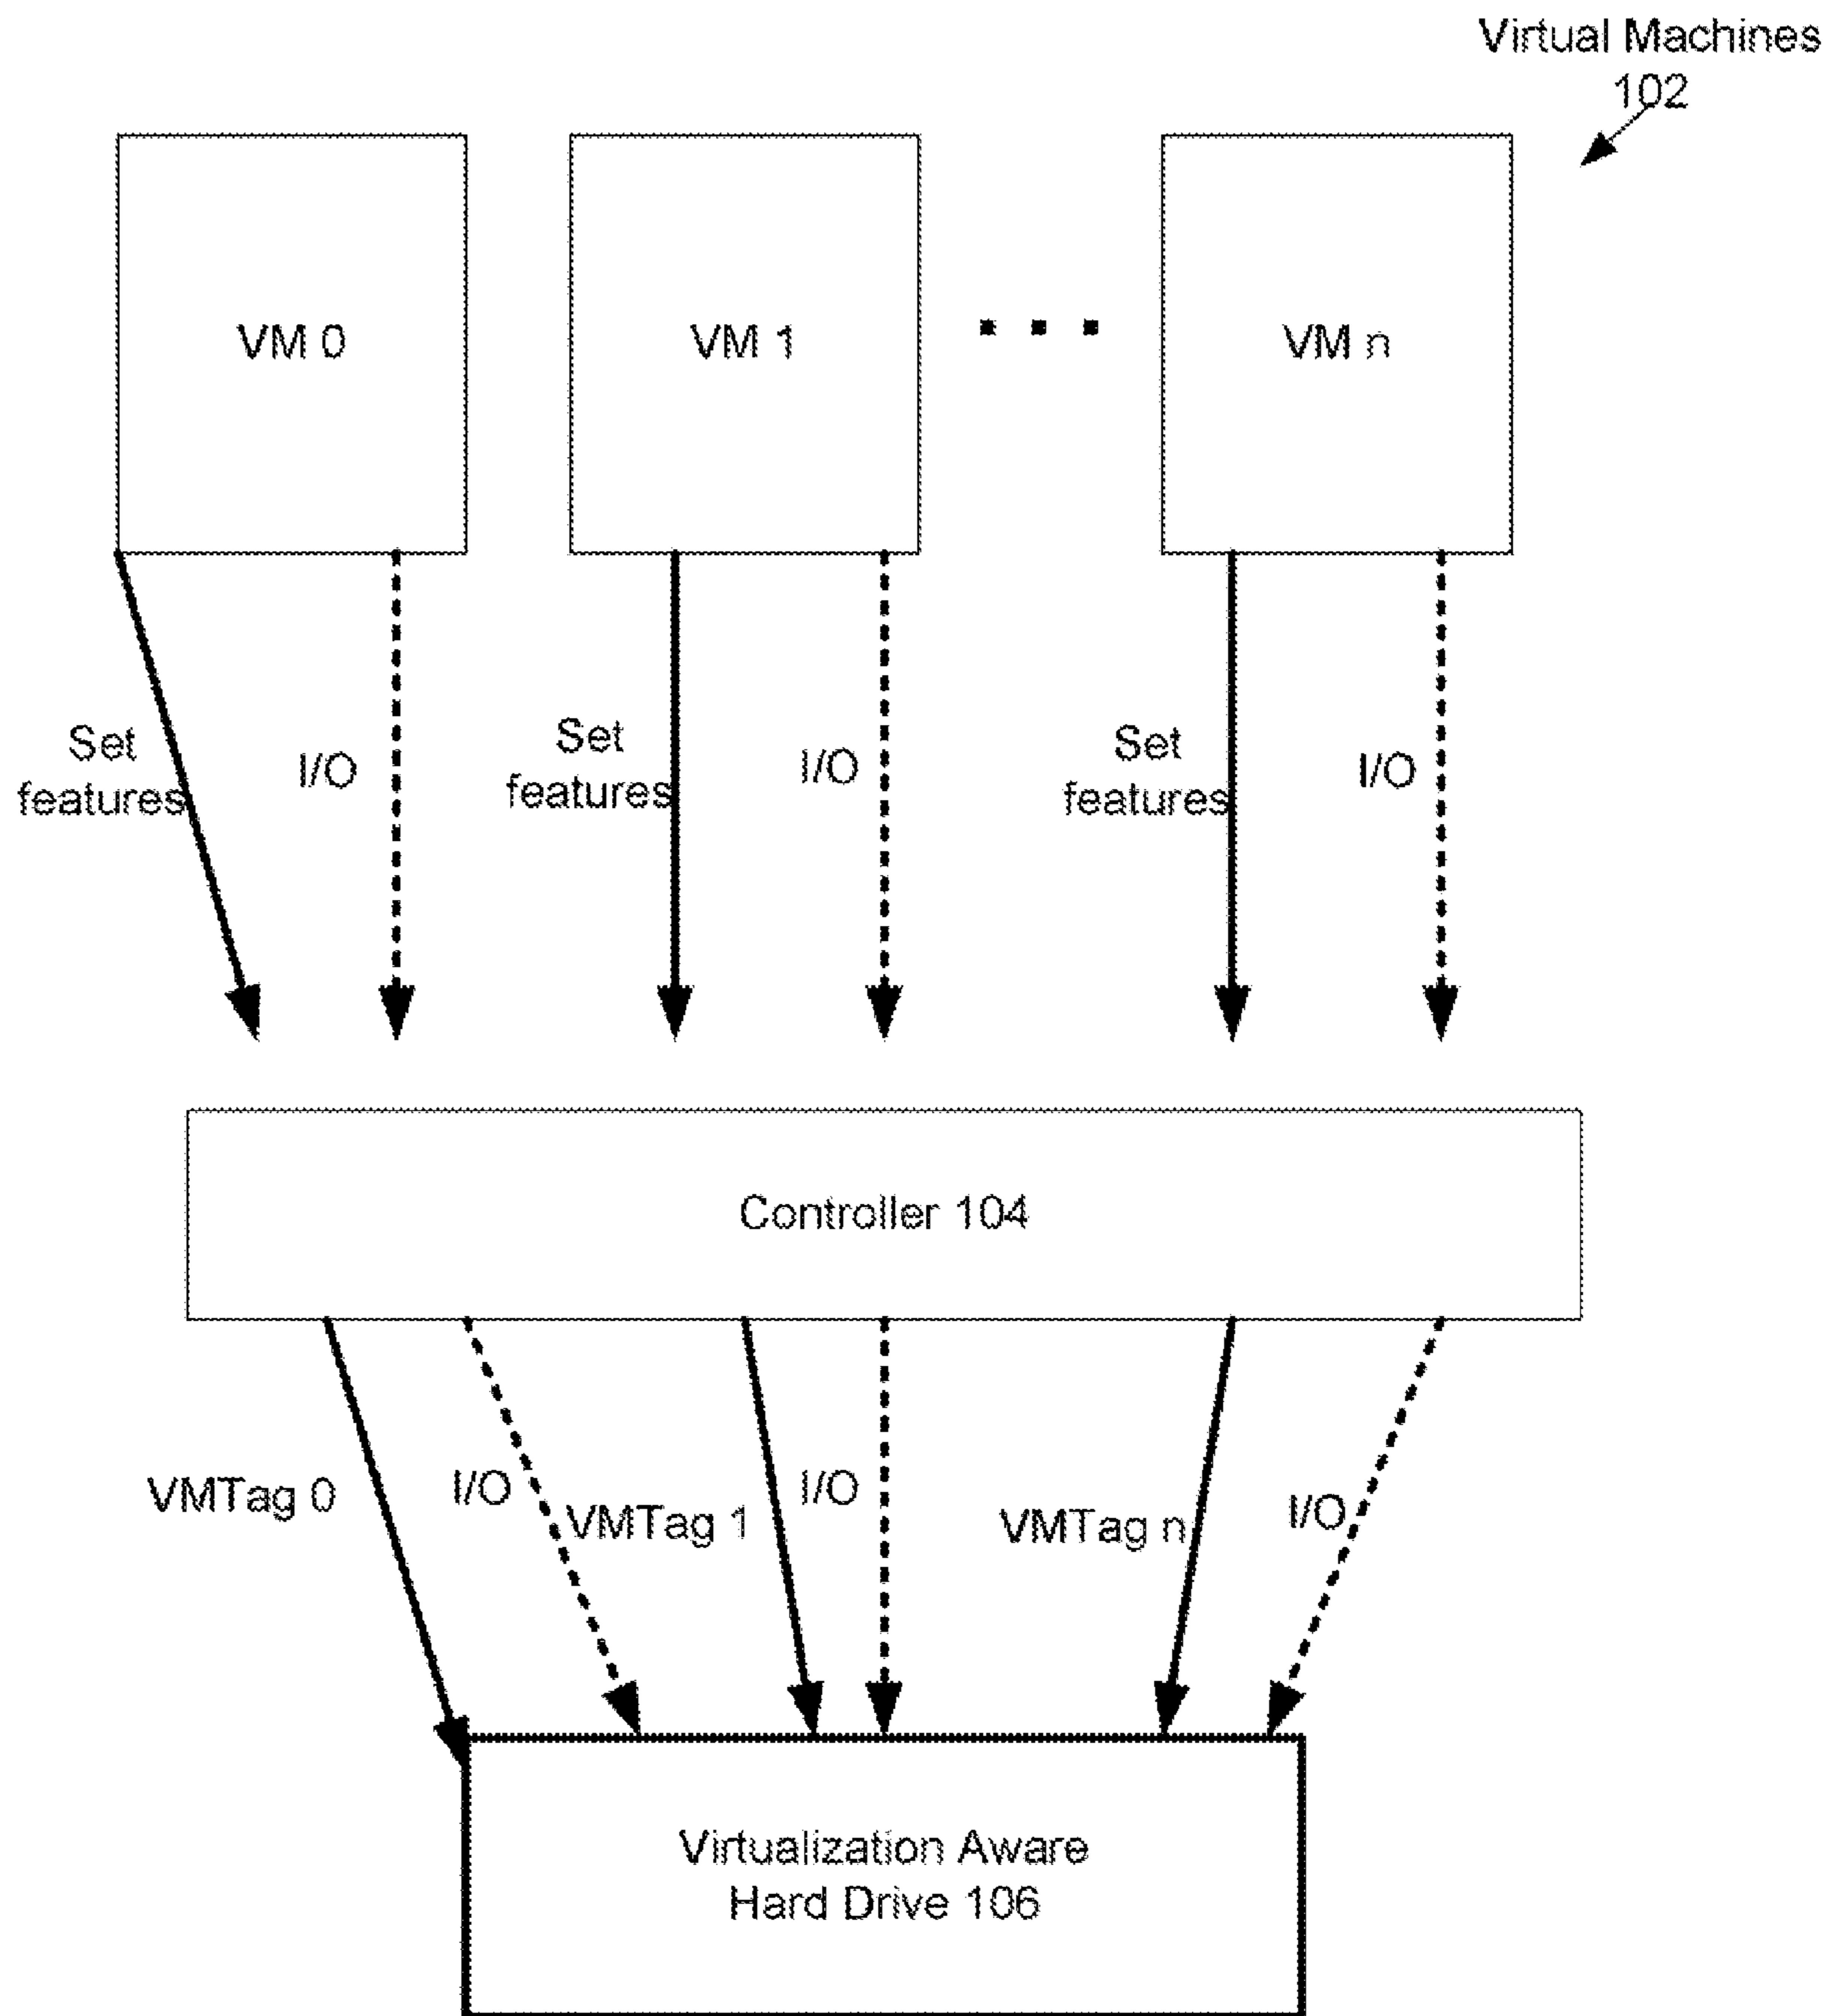 Virtual Machines
102
VM 0
VM 1
VM n
Set
features
I/O
Set
features
I/O
Set
features
I/O
Controller 104
VMTag 0
I/O
VMTag 1
I/O
VMTag n
I/O
Virtualization Aware
Hard Drive 106